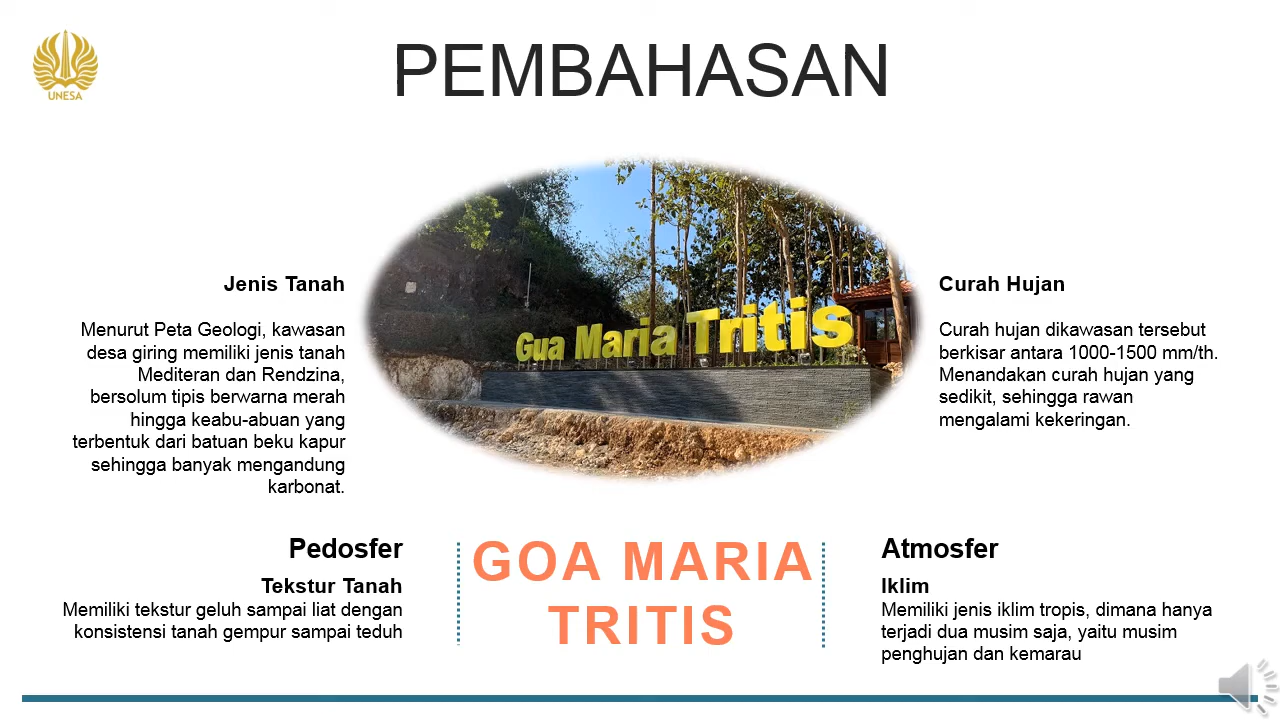 UNESA
PEMBAHASAN
Gua Maria Tritis
Jenis Tanah
Menurut Peta Geologi, kawasan
desa giring memiliki jenis tanah
Mediteran dan Rendzina,
bersolum tipis berwarna merah
hingga keabu-abuan yang
terbentuk dari batuan beku kapur
sehingga banyak mengandung
karbonat.
Curah Hujan
Curah hujan dikawasan tersebut
berkisar antara 1000-1500 mm/th.
Menandakan curah hujan yang
sedikit, sehingga rawan
mengalami kekeringan.
Pedosfer
Tekstur Tanah
Memiliki tekstur geluh sampai liat dengan
konsistensi tanah gempur sampai teduh
GOA MARIA
TRITIS
Atmosfer
Iklim
Memiliki jenis iklim tropis, dimana hanya
terjadi dua musim saja, yaitu musim
penghujan dan kemarau